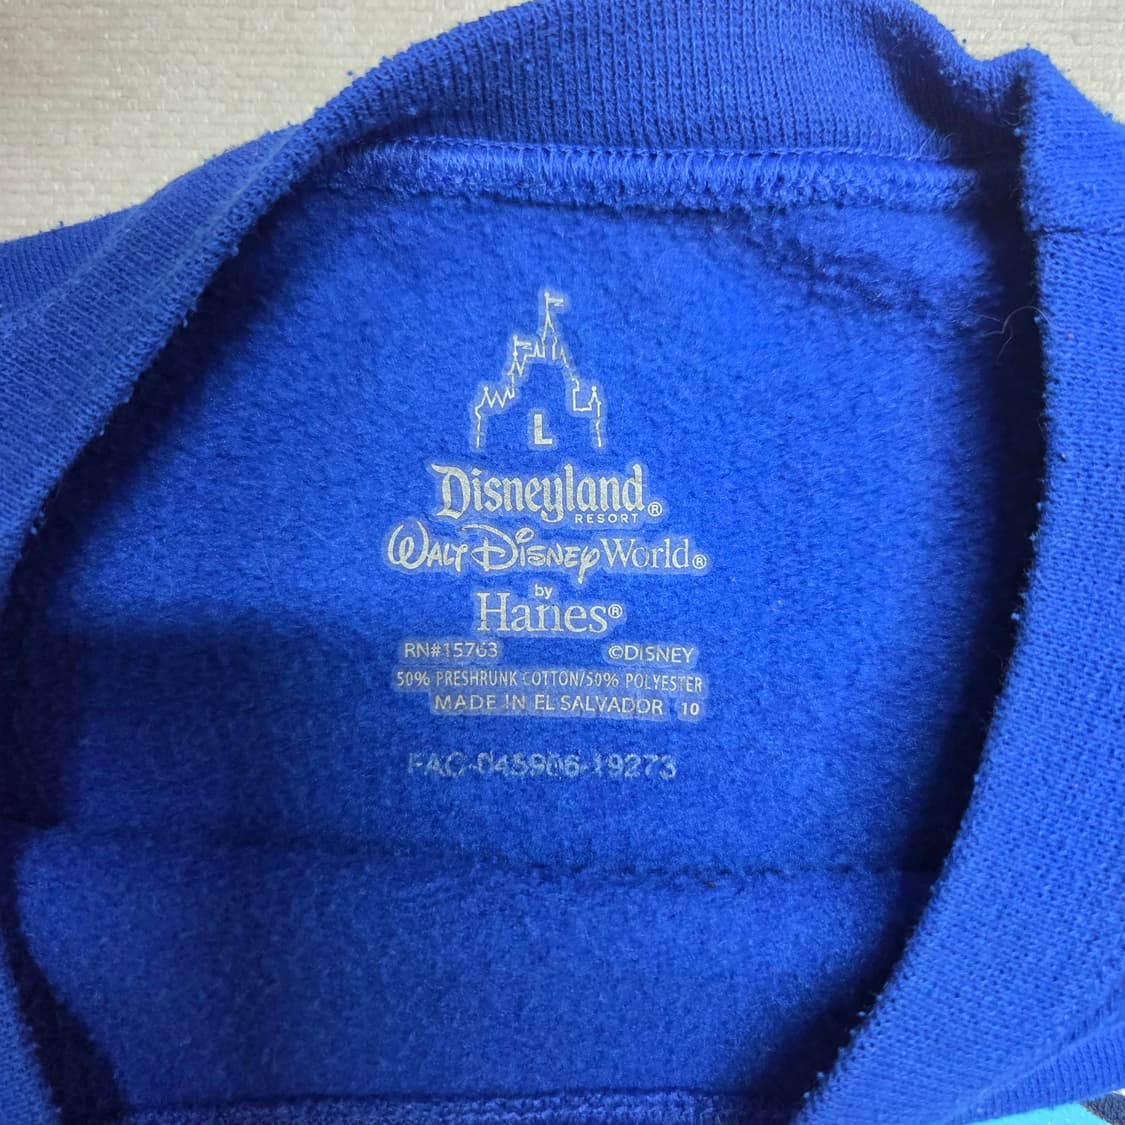 L
Disneyland®
RESORT
WALT DISNEY World®
by
Hanes®
RN#15763 ©DISNEY
50% PRESHRUNK COTTON/50% POLYESTER
MADE IN EL SALVADOR 10
FAC-045906-19273